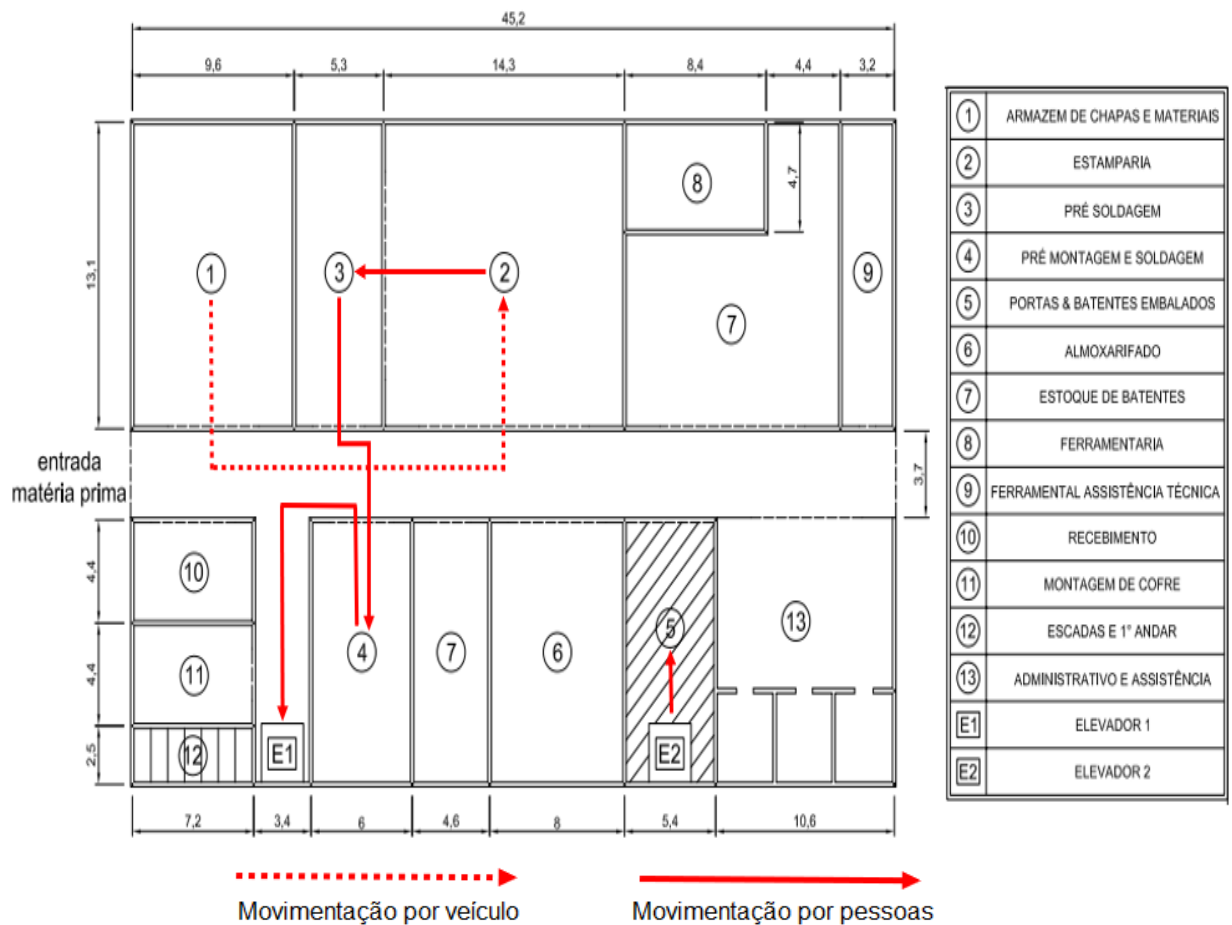 45,2
9,6 5,3 14,3 8,4 4,4 3,2
13,1
4,7
1 3 2 8 7 9
entrada
matéria prima
3,7
4,4
4,4
2,5
10
11
12 E1 4 7 6 5 E2 13
7,2 3,4 6 4,6 8 5,4 10,6
1 ARMAZEM DE CHAPAS E MATERIAIS
2 ESTAMPARIA
3 PRÉ SOLDAGEM
4 PRÉ MONTAGEM E SOLDAGEM
5 PORTAS & BATENTES EMBALADOS
6 ALMOXARIFADO
7 ESTOQUE DE BATENTES
8 FERRAMENTARIA
9 FERRAMENTAL ASSISTÊNCIA TÉCNICA
10 RECEBIMENTO
11 MONTAGEM DE COFRE
12 ESCADAS E 1° ANDAR
13 ADMINISTRATIVO E ASSISTÊNCIA
E1 ELEVADOR 1
E2 ELEVADOR 2
Movimentação por veículo
Movimentação por pessoas